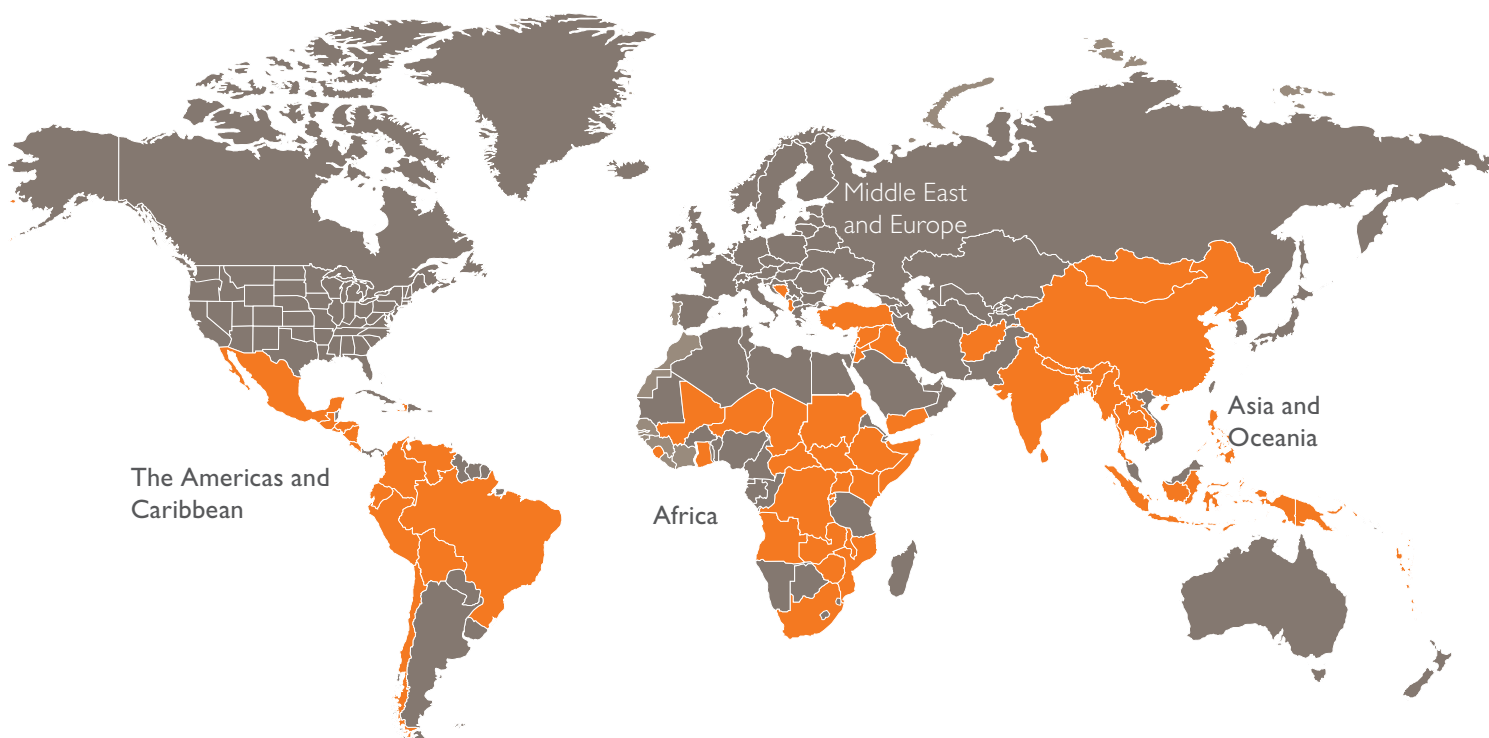 Middle East
and Europe
Asia and
Oceania
The Americas and
Caribbean
Africa